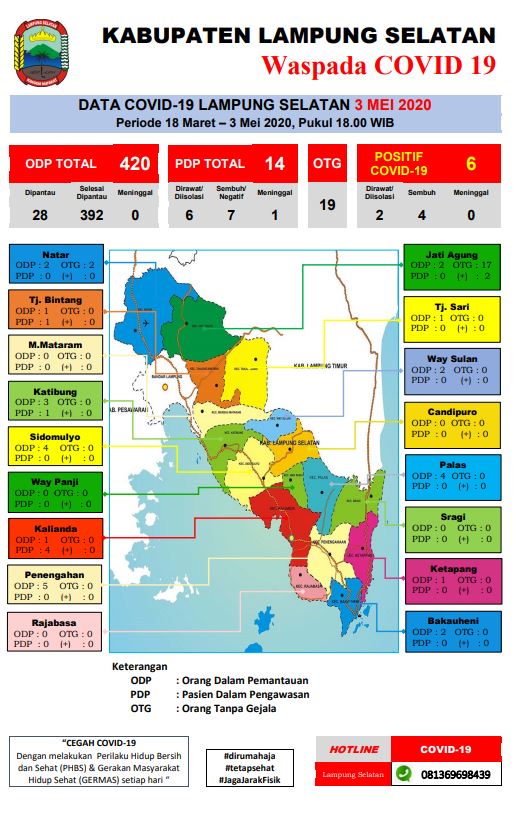 LAMPUNG SELATAN
KABUPATEN LAMPUNG SELATAN
Waspada COVID 19
DATA COVID-19 LAMPUNG SELATAN 3 MEI 2020
Periode 18 Maret – 3 Mei 2020, Pukul 18.00 WIB
ODP TOTAL 420
Dipantau Selesai Dipantau Meninggal
28 392 0
PDP TOTAL 14
Dirawat/ Diisolasi Sembuh/ Negatif Meninggal
6 7 1
OTG
19
POSITIF COVID-19 6
Dirawat/ Diisolasi Sembuh Meninggal
2 4 0
Natar
ODP : 2 OTG : 2
PDP : 0 (+) : 0
Tj. Bintang
ODP : 1 OTG : 0
PDP : 1 (+) : 0
M.Mataram
ODP : 0 OTG : 0
PDP : 0 (+) : 0
Katibung
ODP : 3 OTG : 0
PDP : 1 (+) : 0
Sidomulyo
ODP : 4 OTG : 0
PDP : 0 (+) : 0
Way Panji
ODP : 0 OTG : 0
PDP : 0 (+) : 0
Kalianda
ODP : 1 OTG : 0
PDP : 4 (+) : 0
Penengahan
ODP : 5 OTG : 0
PDP : 0 (+) : 0
Rajabasa
ODP : 0 OTG : 0
PDP : 0 (+) : 0
BANDAR LAMPUNG
KAB. LAMPUNG TIMUR
AB. PESAWARAN
KAB. LAMPUNG SELATAN
KEC. PENENGAHAN
KEC. KETAPANG
KEC. RAJABASA
Jati Agung
ODP : 2 OTG : 17
PDP : 0 (+) : 2
Tj. Sari
ODP : 1 OTG : 0
PDP : 0 (+) : 0
Way Sulan
ODP : 2 OTG : 0
PDP : 0 (+) : 0
Candipuro
ODP : 0 OTG : 0
PDP : 0 (+) : 0
Palas
ODP : 4 OTG : 0
PDP : 0 (+) : 0
Sragi
ODP : 0 OTG : 0
PDP : 0 (+) : 0
Ketapang
ODP : 1 OTG : 0
PDP : 0 (+) : 0
Bakauheni
ODP : 2 OTG : 0
PDP : 0 (+) : 0
Keterangan
ODP : Orang Dalam Pemantauan
PDP : Pasien Dalam Pengawasan
OTG : Orang Tanpa Gejala
“CEGAH COVID-19
Dengan melakukan Perilaku Hidup Bersih
dan Sehat (PHBS) & Gerakan Masyarakat
Hidup Sehat (GERMAS) setiap hari “
#dirumahaja
#tetapsehat
#JagaJarakFisik
HOTLINE COVID-19
Lampung Selatan 081369698439